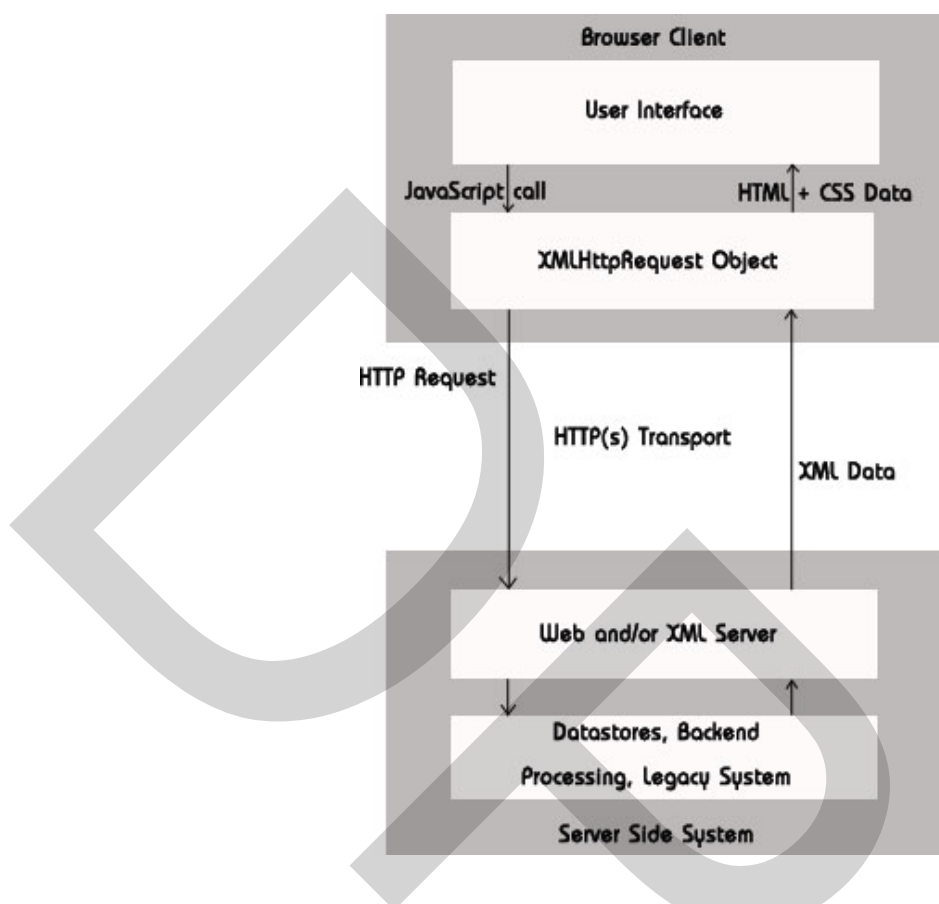 Browser Client
User Interface
JavaScript call
HTML + CSS Data
XMLHttpRequest Object
HTTP Request
HTTP(s) Transport
XML Data
Web and/or XML Server
Datastores, Backend
Processing, Legacy System
Server Side System